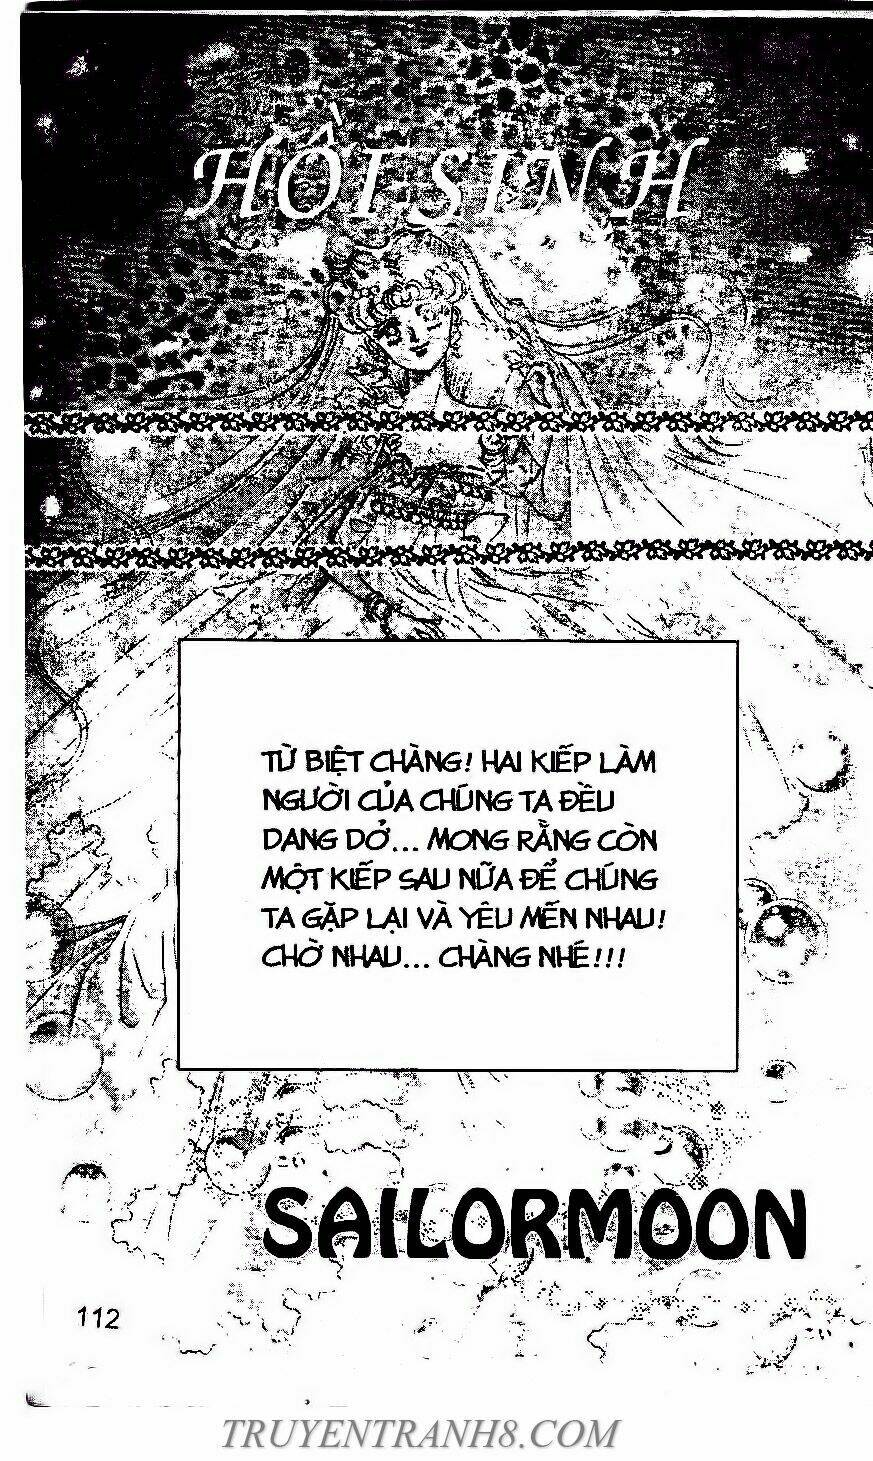 HỒI SINH
TỪ BIỆT CHÀNG! HAI KIẾP LÀM
NGƯỜI CỦA CHÚNG TA ĐỀU
DANG DỞ... MONG RẰNG CÒN
MỘT KIẾP SAU NỮA ĐỂ CHÚNG
TA GẶP LẠI VÀ YÊU MẾN NHAU!
CHỜ NHAU... CHÀNG NHÉ!!!
SAILORMOON
112
TRUYENTRANH8.COM